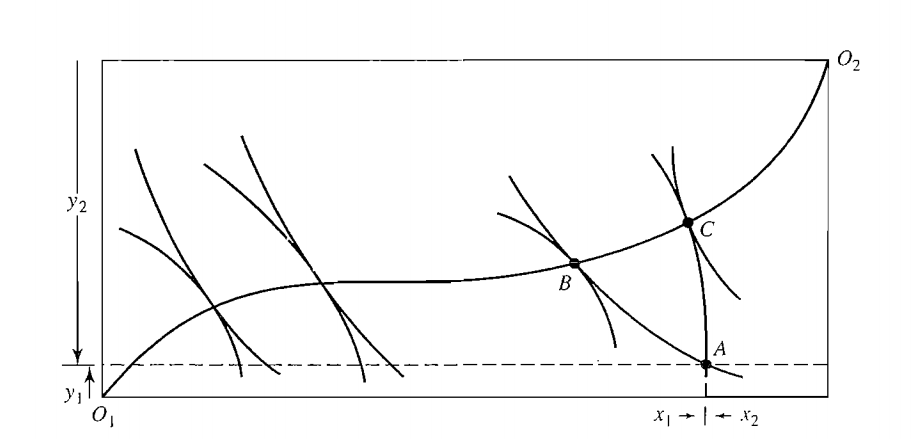 O₂
y₂
C
B
A
y₁
O₁
x₁ x₂